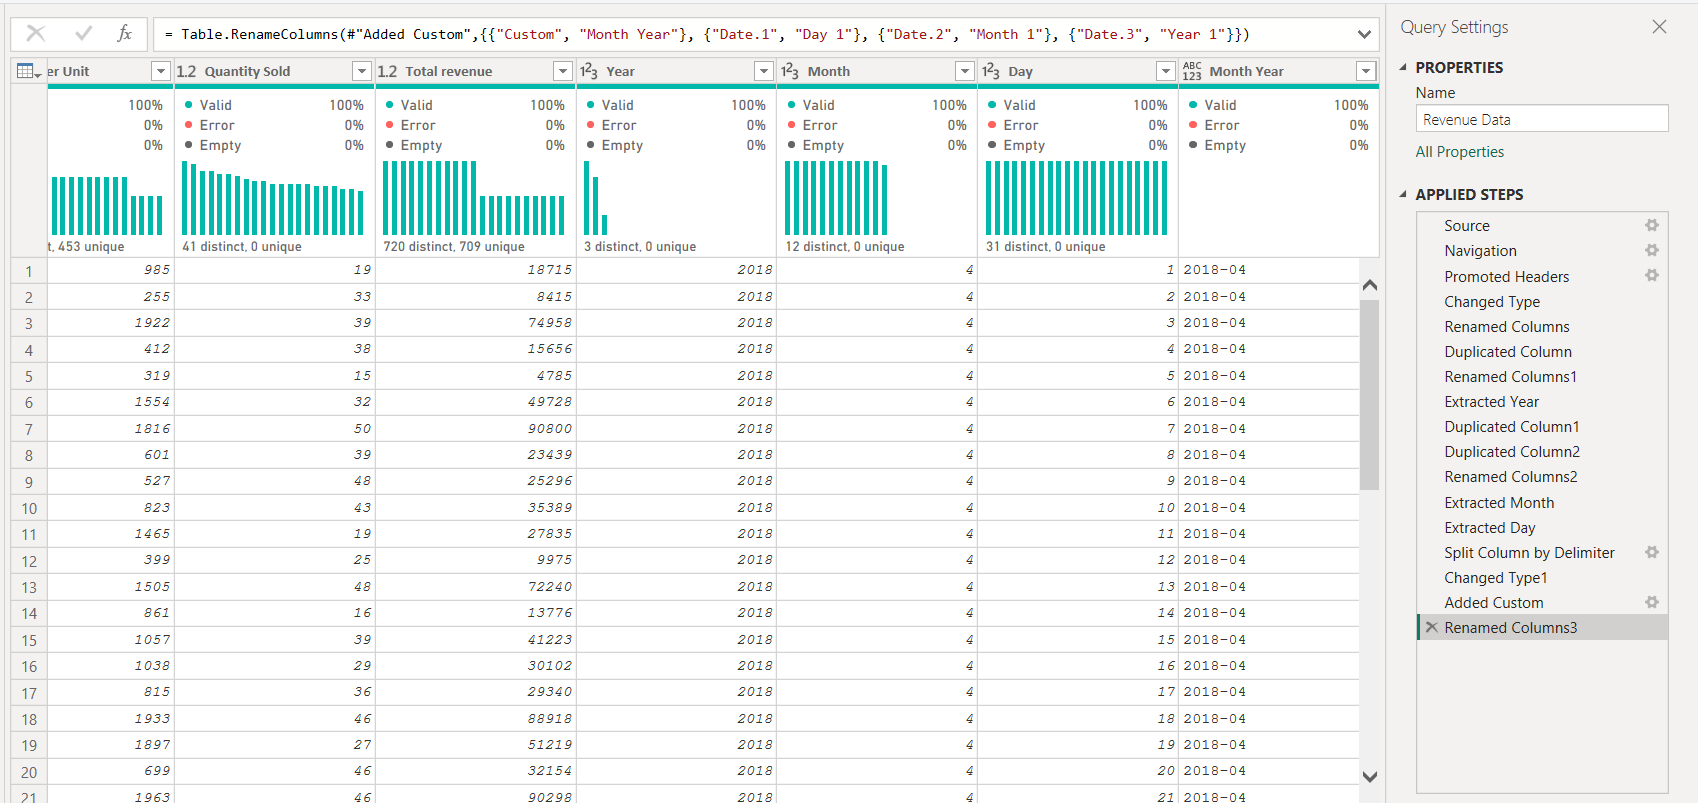 = Table.RenameColumns(#"Added Custom",{{"Custom", "Month Year"}, {"Date.1", "Day 1"}, {"Date.2", "Month 1"}, {"Date.3", "Year 1"}})
er Unit 1.2 Quantity Sold 1.2 Total revenue 123 Year 123 Month 123 Day ABC 123 Month Year
100% Valid 100% Valid 100% Valid 100% Valid 100% Valid 100% Valid 100%
0% Error 0% Error 0% Error 0% Error 0% Error 0% Error 0%
0% Empty 0% Empty 0% Empty 0% Empty 0% Empty 0% Empty 0%
t, 453 unique 41 distinct, 0 unique 720 distinct, 709 unique 3 distinct, 0 unique 12 distinct, 0 unique 31 distinct, 0 unique
1 985 19 18715 2018 4 1 2018-04
2 255 33 8415 2018 4 2 2018-04
3 1922 39 74958 2018 4 3 2018-04
4 412 38 15656 2018 4 4 2018-04
5 319 15 4785 2018 4 5 2018-04
6 1554 32 49728 2018 4 6 2018-04
7 1816 50 90800 2018 4 7 2018-04
8 601 39 23439 2018 4 8 2018-04
9 527 48 25296 2018 4 9 2018-04
10 823 43 35389 2018 4 10 2018-04
11 1465 19 27835 2018 4 11 2018-04
12 399 25 9975 2018 4 12 2018-04
13 1505 48 72240 2018 4 13 2018-04
14 861 16 13776 2018 4 14 2018-04
15 1057 39 41223 2018 4 15 2018-04
16 1038 29 30102 2018 4 16 2018-04
17 815 36 29340 2018 4 17 2018-04
18 1933 46 88918 2018 4 18 2018-04
19 1897 27 51219 2018 4 19 2018-04
20 699 46 32154 2018 4 20 2018-04
21 1963 46 90298 2018 4 21 2018-04
Query Settings
PROPERTIES
Name
Revenue Data
All Properties
APPLIED STEPS
Source
Navigation
Promoted Headers
Changed Type
Renamed Columns
Duplicated Column
Renamed Columns1
Extracted Year
Duplicated Column1
Duplicated Column2
Renamed Columns2
Extracted Month
Extracted Day
Split Column by Delimiter
Changed Type1
Added Custom
Renamed Columns3